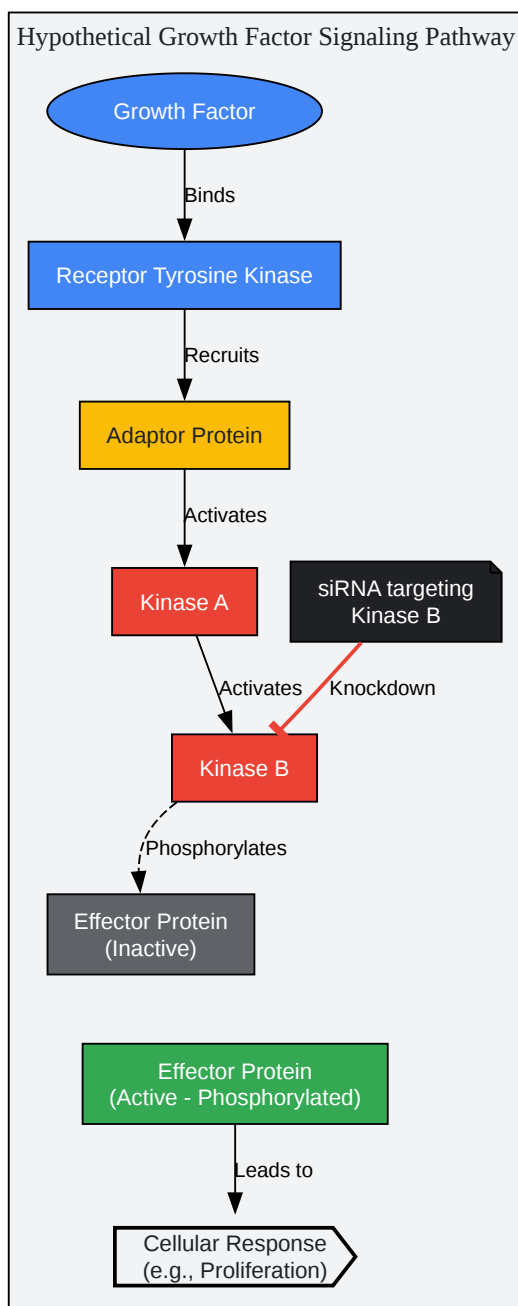 Hypothetical Growth Factor Signaling Pathway
Growth Factor
Binds
Receptor Tyrosine Kinase
Recruits
Adaptor Protein
Activates
Kinase A
siRNA targeting
Kinase B
Activates
Knockdown
Kinase B
Phosphorylates
Effector Protein
(Inactive)
Effector Protein
(Active - Phosphorylated)
Leads to
Cellular Response
(e.g., Proliferation)